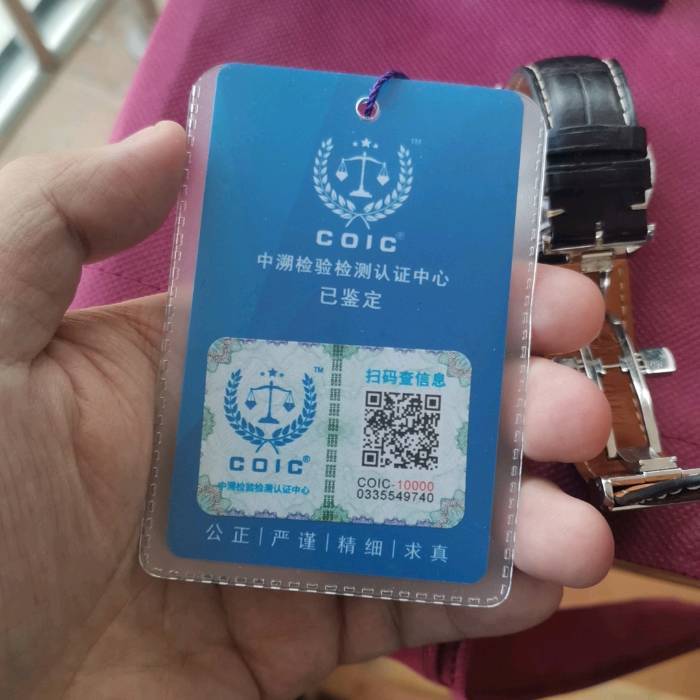 TM
COIC®
中溯检验检测认证中心
已鉴定
TM
COIC®
中溯检验检测认证中心
扫码查信息
COIC-10000
0335549740
公正|严谨|精细|求真